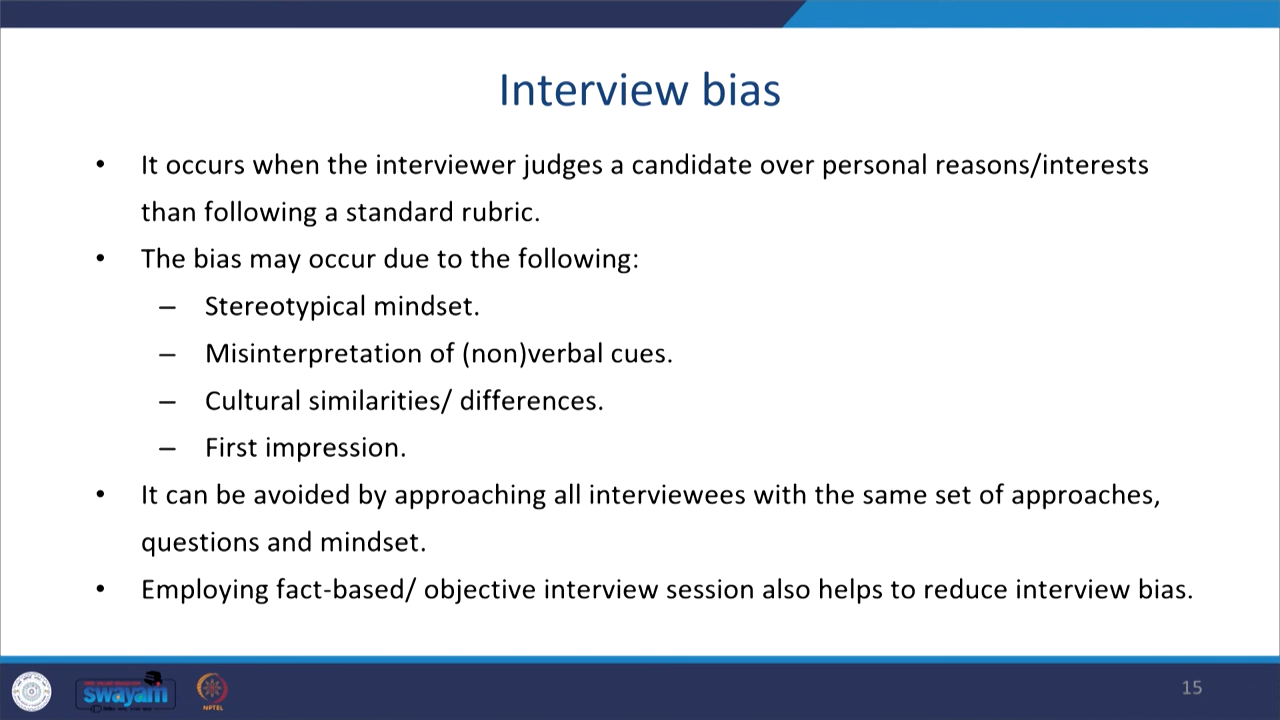 Interview bias
• It occurs when the interviewer judges a candidate over personal reasons/interests
than following a standard rubric.
• The bias may occur due to the following:
– Stereotypical mindset.
– Misinterpretation of (non)verbal cues.
– Cultural similarities/ differences.
– First impression.
• It can be avoided by approaching all interviewees with the same set of approaches,
questions and mindset.
• Employing fact-based/ objective interview session also helps to reduce interview bias.
swayam
NPTEL
15